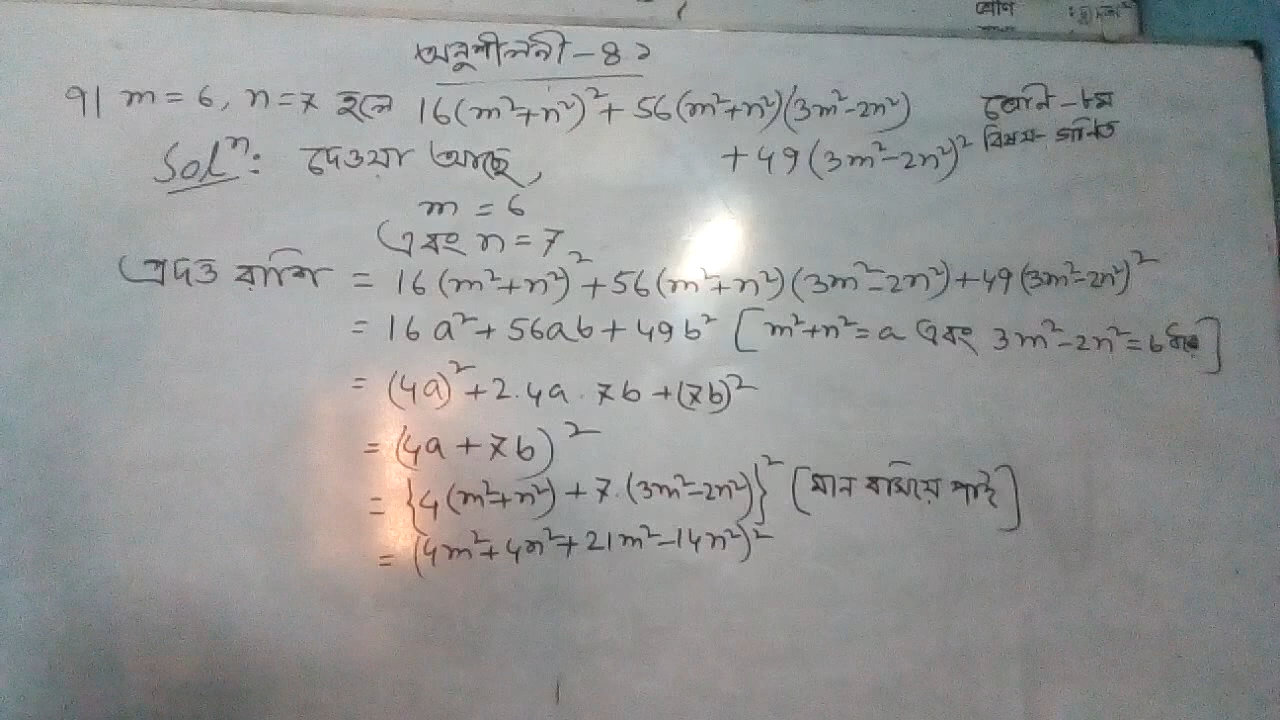 অনুশীলনী - ৪১
৭। m = 6, n = 7 হলে 16(m²+n²)² + 56(m²+n²)(3m²-2n²)
+ 49(3m²-2n²)²
শ্রেনি - ৮ম
বিষয়- গনিত
Solⁿ: দেওয়া আছে,
m = 6
এবং n = 7
প্রদত্ত রাশি = 16(m²+n²)² + 56(m²+n²)(3m²-2n²) + 49(3m²-2n²)²
= 16a² + 56ab + 49b² [m²+n² = a এবং 3m²-2n² = b ধরে]
= (4a)² + 2.4a.7b + (7b)²
= (4a + 7b)²
= {4(m²+n²) + 7.(3m²-2n²)}² [মান বসিয়ে পাই]
= (4m²+4n²+21m²-14n²)²